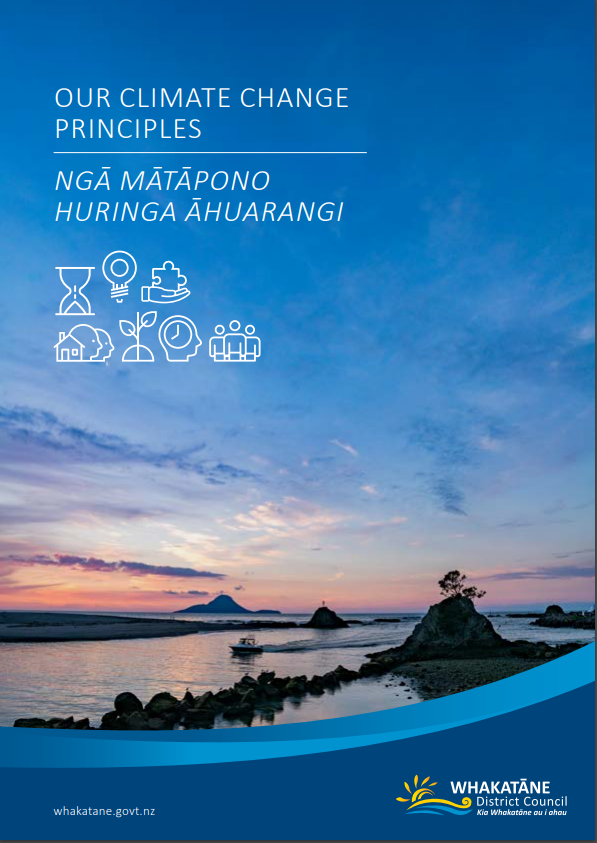 OUR CLIMATE CHANGE
PRINCIPLES
NGĀ MĀTĀPONO
HURINGA ĀHUARANGI
whakatane.govt.nz
WHAKATĀNE
District Council
Kia Whakatāne au i ahau